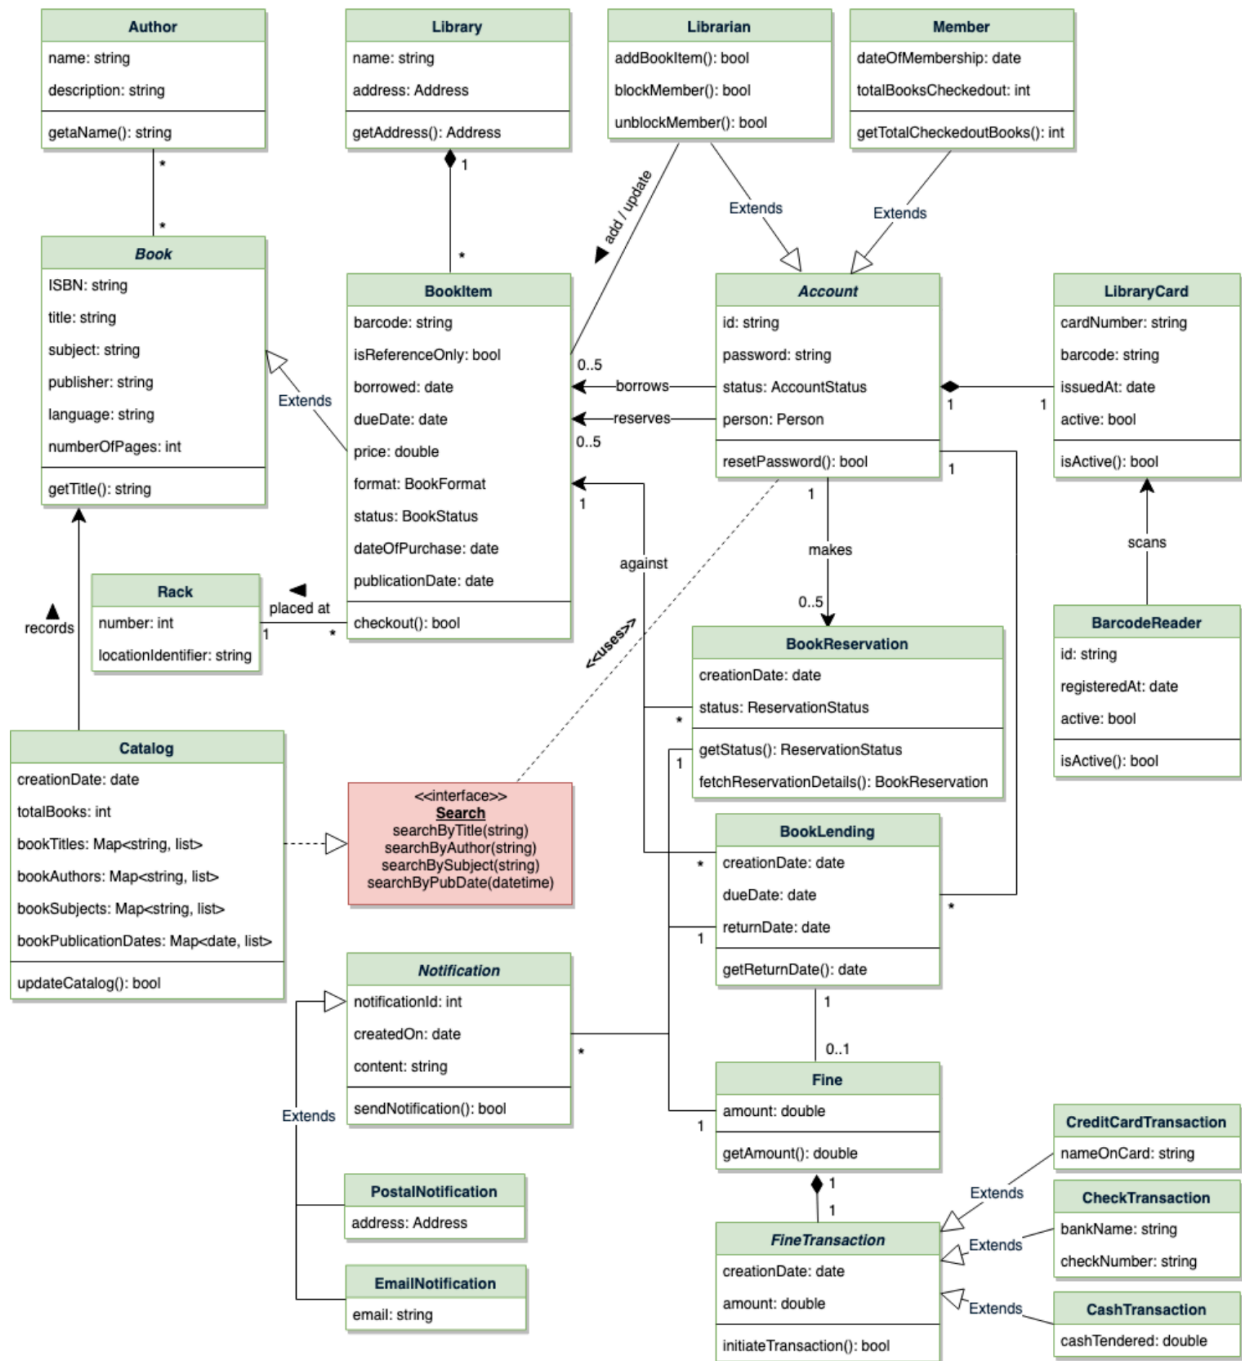 Author
name: string
description: string
getaName(): string
Library
name: string
address: Address
getAddress(): Address
Librarian
addBookItem(): bool
blockMember(): bool
unblockMember(): bool
Member
dateOfMembership: date
totalBooksCheckedout: int
getTotalCheckedoutBooks(): int
*
*
1
*
add / update
Extends
Extends
Book
ISBN: string
title: string
subject: string
publisher: string
language: string
numberOfPages: int
getTitle(): string
Extends
BookItem
barcode: string
isReferenceOnly: bool
borrowed: date
dueDate: date
price: double
format: BookFormat
status: BookStatus
dateOfPurchase: date
publicationDate: date
checkout(): bool
0..5
borrows
reserves
0..5
1
against
Account
id: string
password: string
status: AccountStatus
person: Person
resetPassword(): bool
1
1
LibraryCard
cardNumber: string
barcode: string
issuedAt: date
active: bool
isActive(): bool
1
1
makes
0..5
scans
Rack
number: int
locationIdentifier: string
placed at
1
*
records
<<uses>>
BookReservation
creationDate: date
status: ReservationStatus
getStatus(): ReservationStatus
fetchReservationDetails(): BookReservation
*
1
BarcodeReader
id: string
registeredAt: date
active: bool
isActive(): bool
Catalog
creationDate: date
totalBooks: int
bookTitles: Map<string, list>
bookAuthors: Map<string, list>
bookSubjects: Map<string, list>
bookPublicationDates: Map<date, list>
updateCatalog(): bool
<<interface>>
Search
searchByTitle(string)
searchByAuthor(string)
searchBySubject(string)
searchByPubDate(datetime)
BookLending
creationDate: date
dueDate: date
returnDate: date
getReturnDate(): date
*
*
1
1
0..1
Notification
notificationId: int
createdOn: date
content: string
sendNotification(): bool
*
Extends
PostalNotification
address: Address
EmailNotification
email: string
Fine
amount: double
getAmount(): double
1
1
1
FineTransaction
creationDate: date
amount: double
initiateTransaction(): bool
Extends
Extends
Extends
CreditCardTransaction
nameOnCard: string
CheckTransaction
bankName: string
checkNumber: string
CashTransaction
cashTendered: double